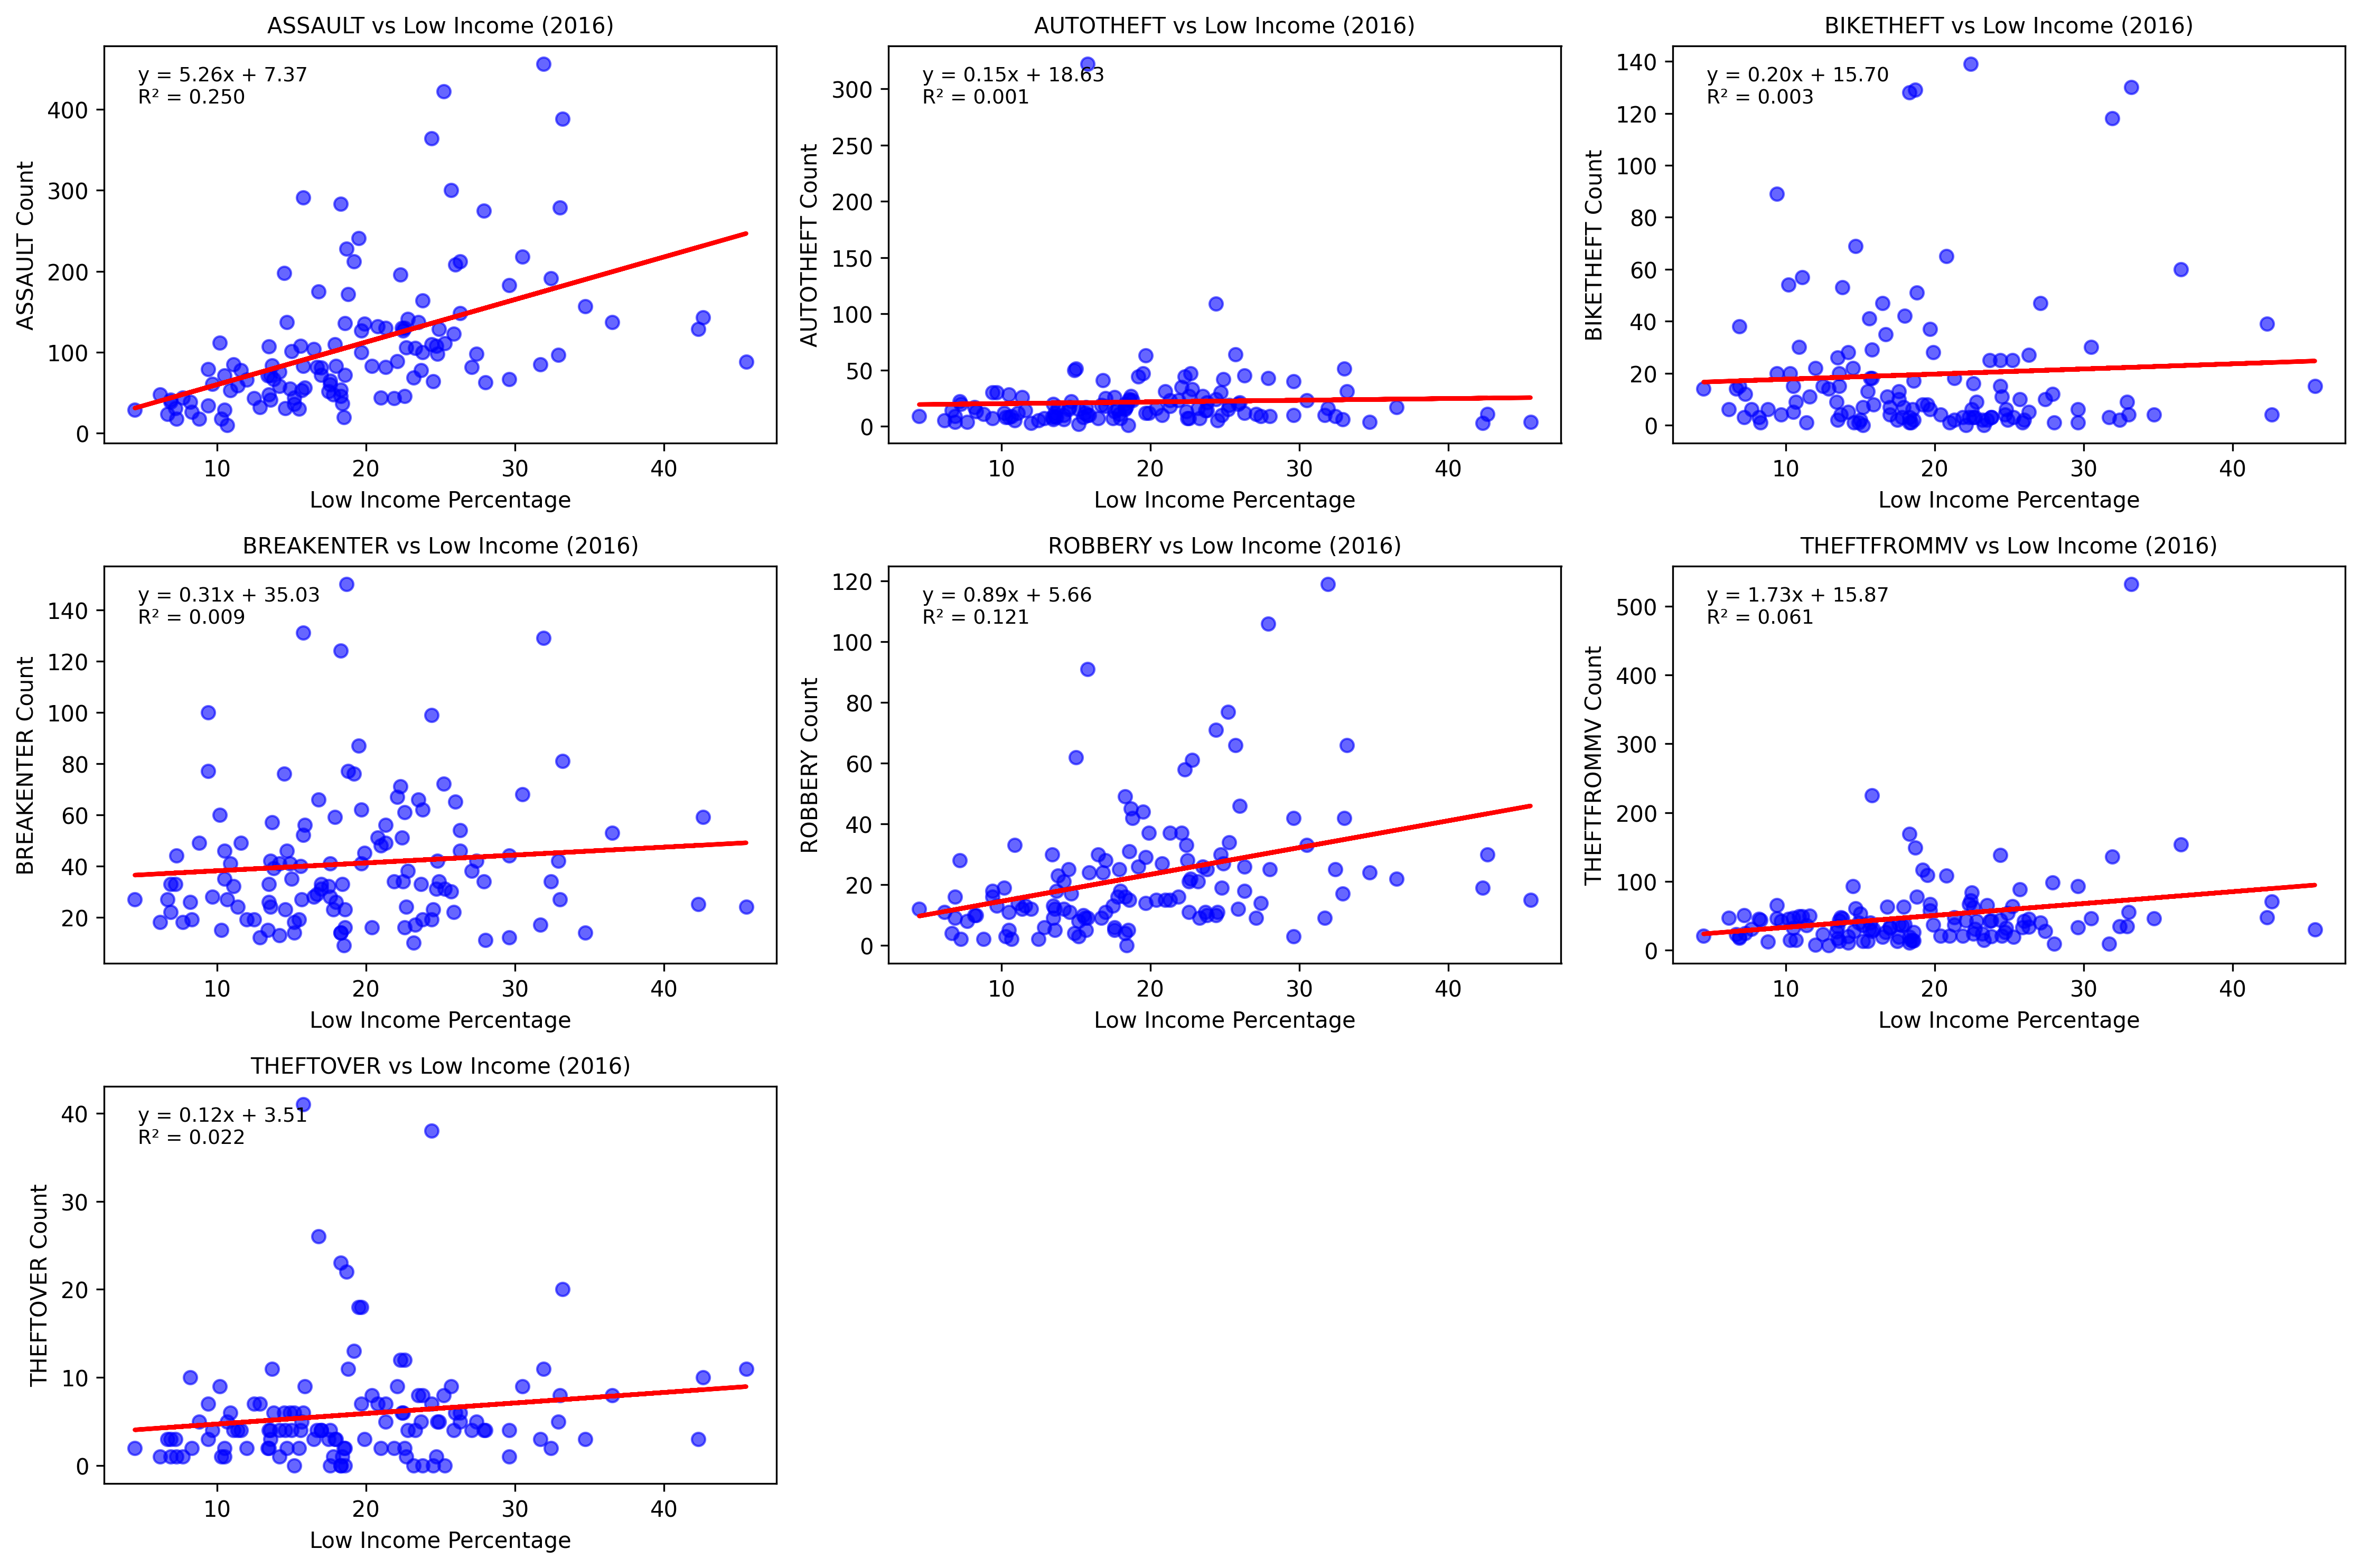 ASSAULT vs Low Income (2016)
y = 5.26x + 7.37
R² = 0.250
ASSAULT Count
400
300
200
100
0
10 20 30 40
Low Income Percentage
AUTOTHEFT vs Low Income (2016)
y = 0.15x + 18.63
R² = 0.001
AUTOTHEFT Count
300
250
200
150
100
50
0
10 20 30 40
Low Income Percentage
BIKETHEFT vs Low Income (2016)
y = 0.20x + 15.70
R² = 0.003
BIKETHEFT Count
140
120
100
80
60
40
20
0
10 20 30 40
Low Income Percentage
BREAKENTER vs Low Income (2016)
y = 0.31x + 35.03
R² = 0.009
BREAKENTER Count
140
120
100
80
60
40
20
10 20 30 40
Low Income Percentage
ROBBERY vs Low Income (2016)
y = 0.89x + 5.66
R² = 0.121
ROBBERY Count
120
100
80
60
40
20
0
10 20 30 40
Low Income Percentage
THEFTFROMMV vs Low Income (2016)
y = 1.73x + 15.87
R² = 0.061
THEFTFROMMV Count
500
400
300
200
100
0
10 20 30 40
Low Income Percentage
THEFTOVER vs Low Income (2016)
y = 0.12x + 3.51
R² = 0.022
THEFTOVER Count
40
30
20
10
0
10 20 30 40
Low Income Percentage